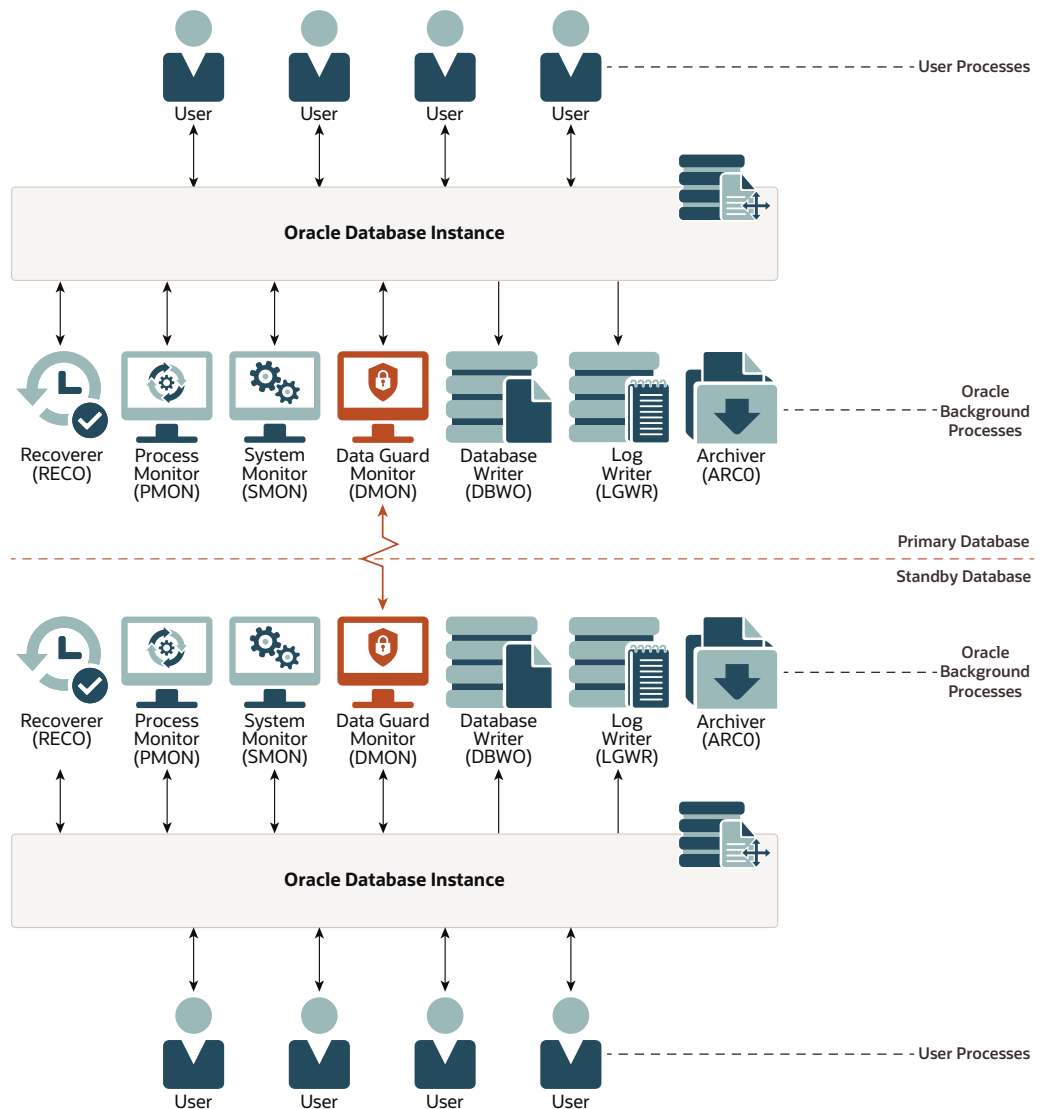 User Processes
User
User
User
User
Oracle Database Instance
Recoverer
(RECO)
Process
Monitor
(PMON)
System
Monitor
(SMON)
Data Guard
Monitor
(DMON)
Database
Writer
(DBWO)
Log
Writer
(LGWR)
Archiver
(ARC0)
Oracle
Background
Processes
Primary Database
Standby Database
Recoverer
(RECO)
Process
Monitor
(PMON)
System
Monitor
(SMON)
Data Guard
Monitor
(DMON)
Database
Writer
(DBWO)
Log
Writer
(LGWR)
Archiver
(ARC0)
Oracle
Background
Processes
Oracle Database Instance
User Processes
User
User
User
User